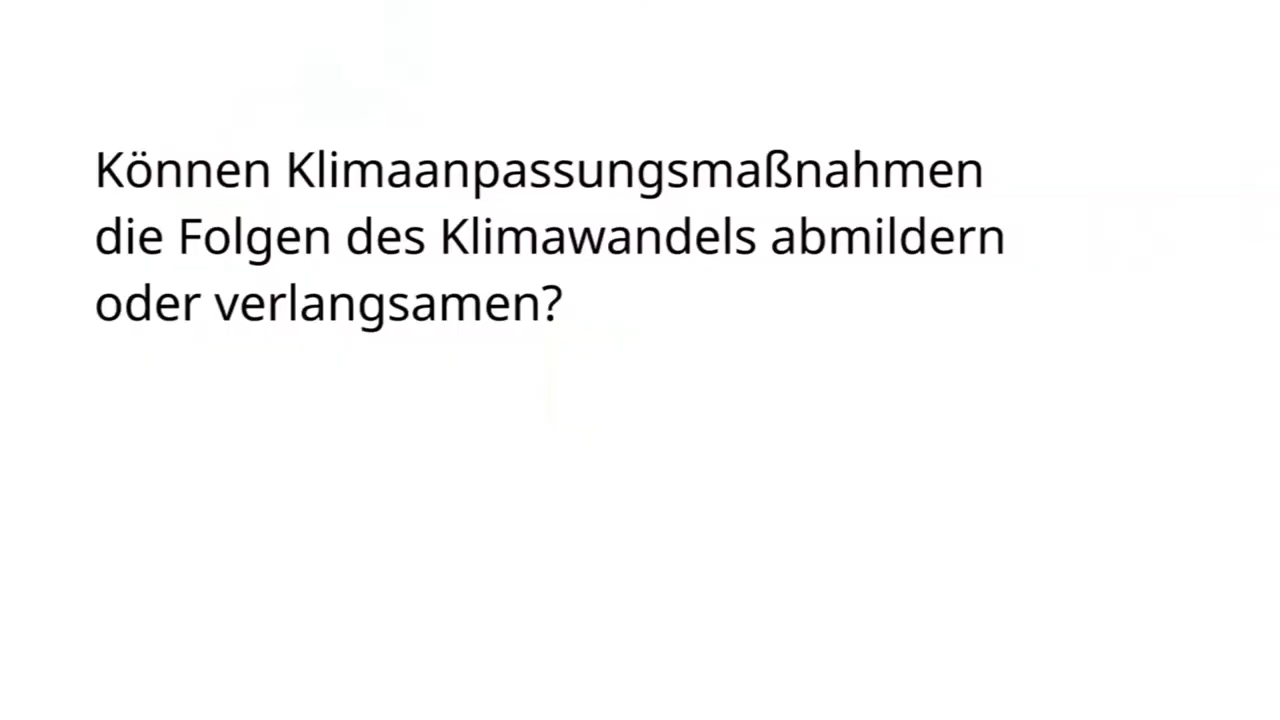 Können Klimaanpassungsmaßnahmen
die Folgen des Klimawandels abmildern
oder verlangsamen?